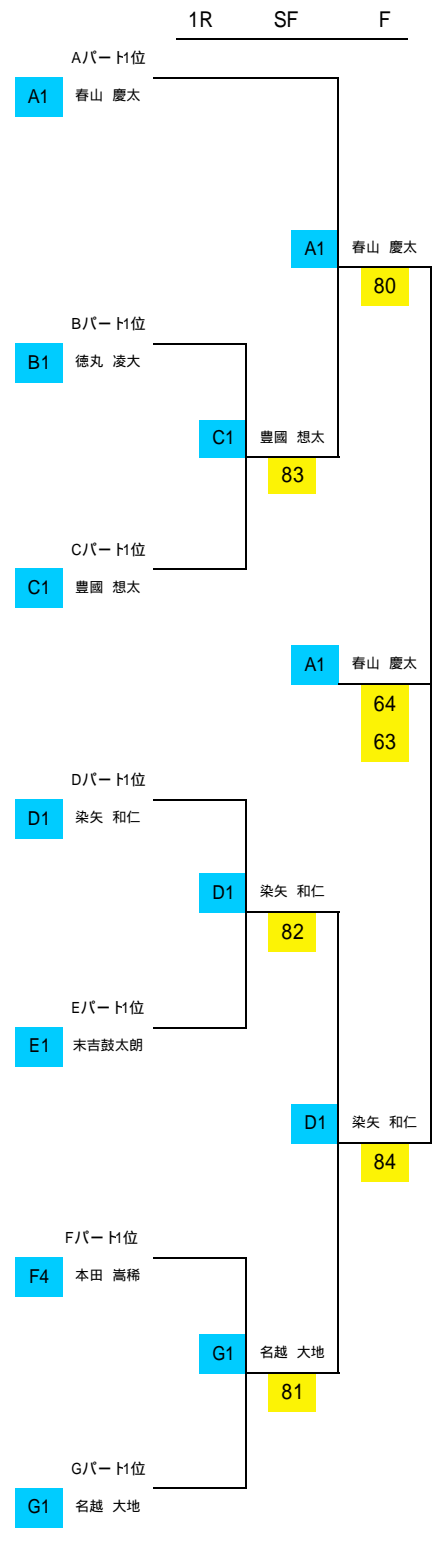 1R SF F
Aパート1位
A1 春山 慶太
A1 春山 慶太
80
Bパート1位
B1 徳丸 凌大
C1 豊國 想太
83
Cパート1位
C1 豊國 想太
A1 春山 慶太
64
63
Dパート1位
D1 染矢 和仁
D1 染矢 和仁
82
Eパート1位
E1 末吉鼓太朗
D1 染矢 和仁
84
Fパート1位
F4 本田 嵩稀
G1 名越 大地
81
Gパート1位
G1 名越 大地